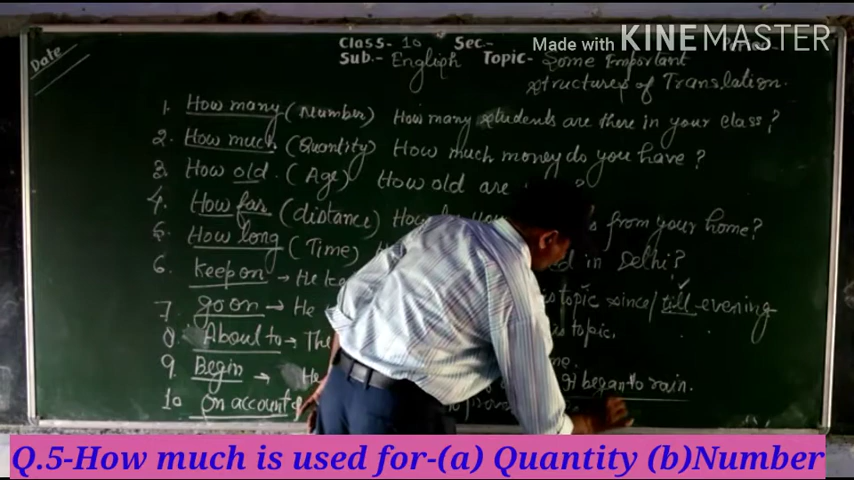 Made with KINEMASTER
Date
Class- 10 Sec.-
Sub.- English Topic- Some Important
structures of Translation.
1. How many (Number) How many students are there in your class?
2. How much (Quantity) How much money do you have?
3. How old. (Age) How old are
4. How far (distance) How from your home?
5. How long (Time) in Delhi?
6. Keep on → He topic since/till evening
7. go on → He topic.
8. About to → The
9. Begin → He It began to rain.
10 On account of
Q.5-How much is used for-(a) Quantity (b)Number